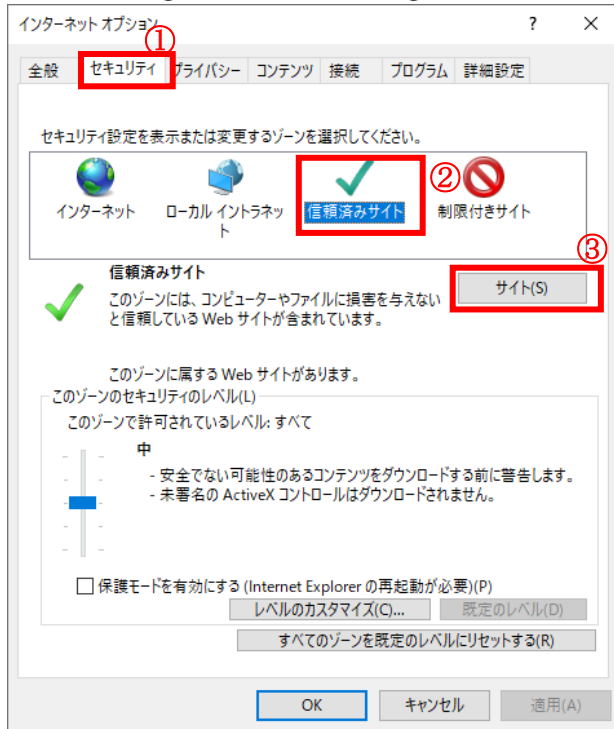 インターネット オプション ? ×
①
全般 セキュリティ プライバシー コンテンツ 接続 プログラム 詳細設定
セキュリティ設定を表示または変更するゾーンを選択してください。
②
インターネット ローカル イントラネット 信頼済みサイト 制限付きサイト
③
信頼済みサイト
サイト(S)
このゾーンには、コンピューターやファイルに損害を与えない
と信頼している Web サイトが含まれています。
このゾーンに属する Web サイトがあります。
このゾーンのセキュリティのレベル(L)
このゾーンで許可されているレベル: すべて
中
- 安全でない可能性のあるコンテンツをダウンロードする前に警告します。
- 未署名の ActiveX コントロールはダウンロードされません。
保護モードを有効にする (Internet Explorer の再起動が必要)(P)
レベルのカスタマイズ(C)... 既定のレベル(D)
すべてのゾーンを既定のレベルにリセットする(R)
OK キャンセル 適用(A)